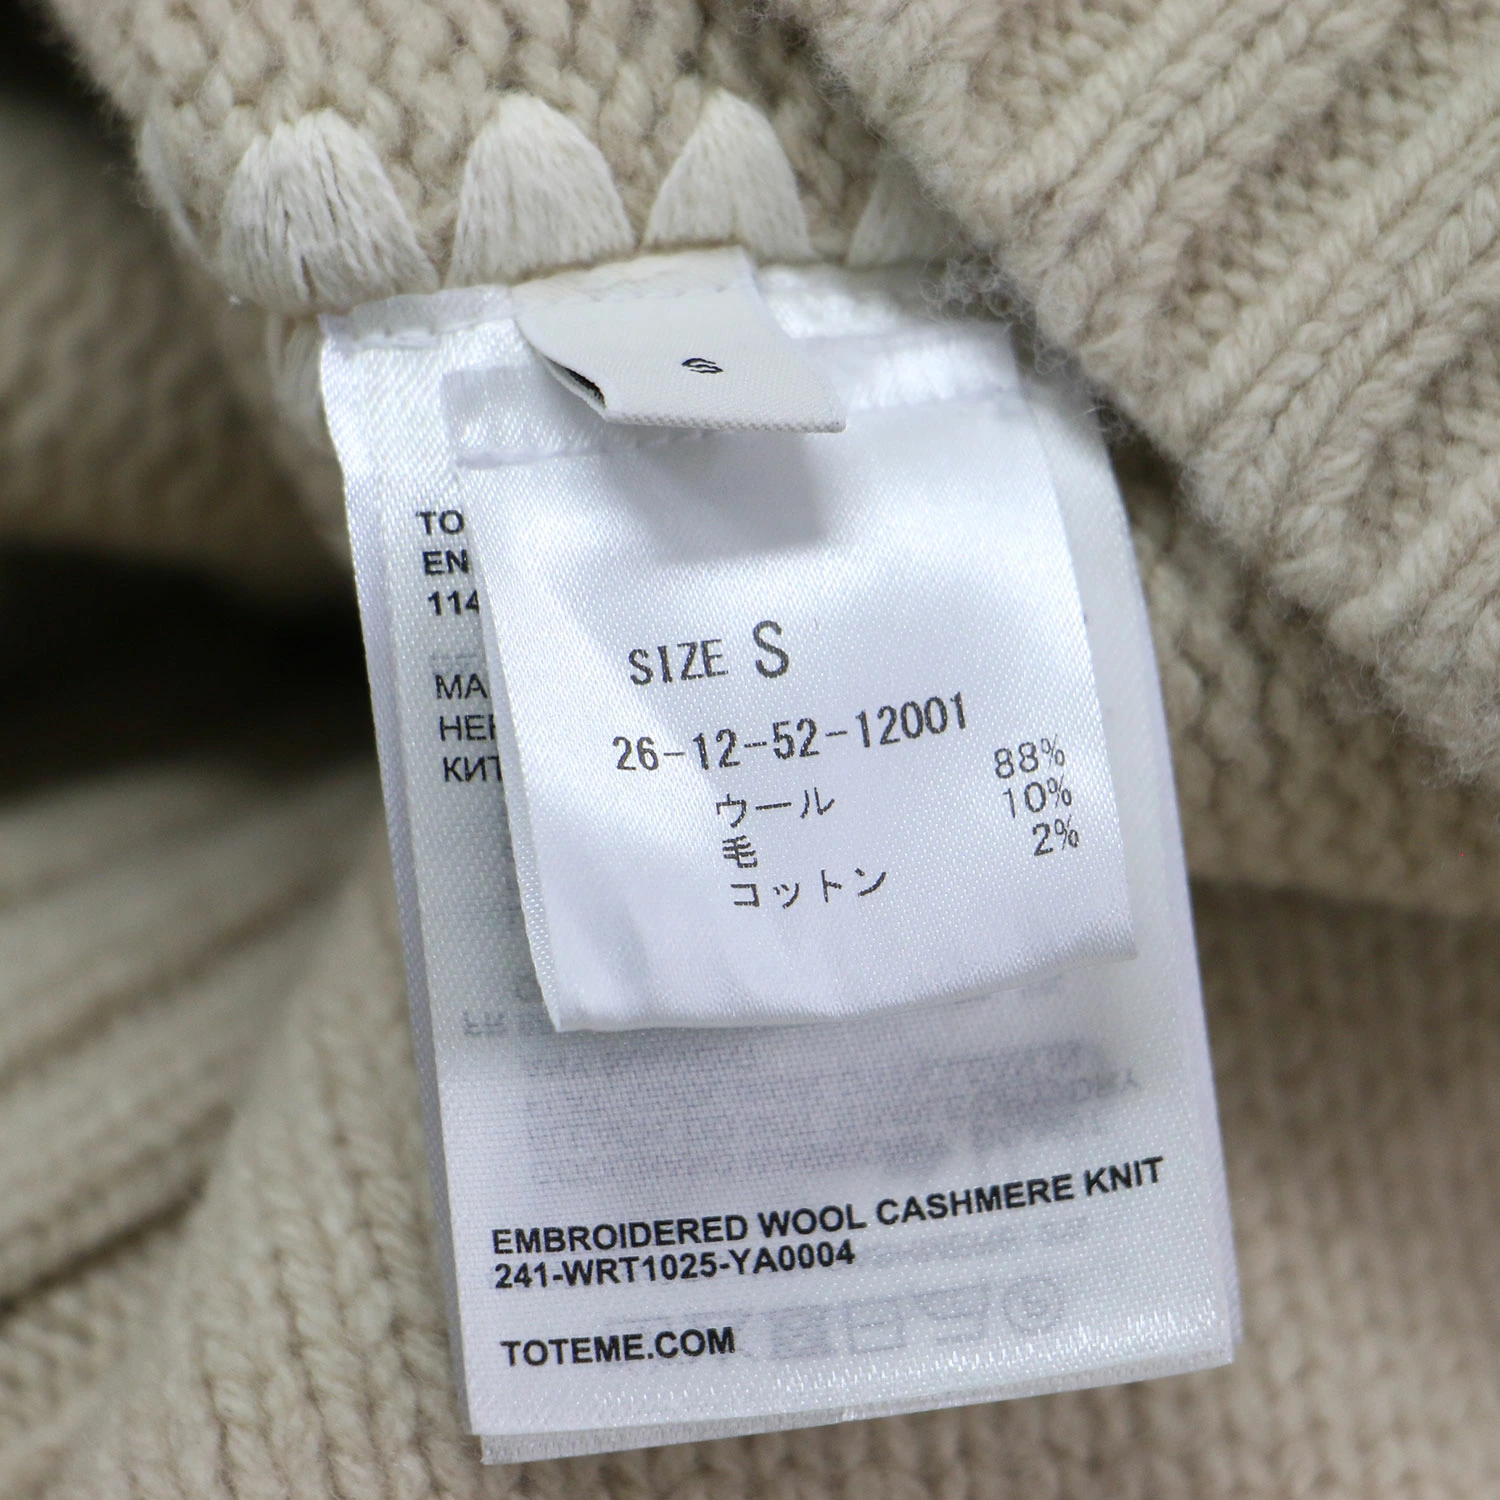 S
SIZE S
26-12-52-12001
ウール 88%
毛 10%
コットン 2%
TO
EN
114
MA
НЕ
КИТ
EMBROIDERED WOOL CASHMERE KNIT
241-WRT1025-YA0004
TOTEME.COM